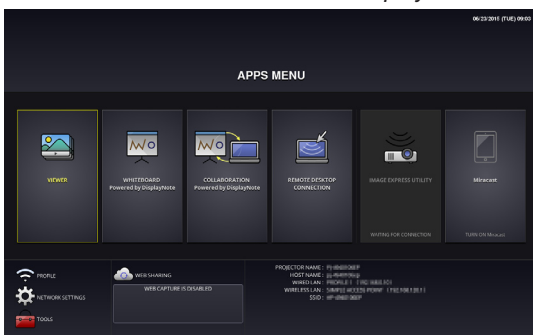 06/23/2015 (TUE) 09:03
APPS MENU
VIEWER
WHITEBOARD
Powered by DisplayNote
COLLABORATION
Powered by DisplayNote
REMOTE DESKTOP
CONNECTION
IMAGE EXPRESS UTILITY
WAITING FOR CONNECTION
Miracast
TURN ON Miracast
PROFILE
NETWORK SETTINGS
TOOLS
WEB SHARING
WEB CAPTURE IS DISABLED
PROJECTOR NAME :
HOST NAME :
WIRED LAN :
WIRELESS LAN :
SSID :